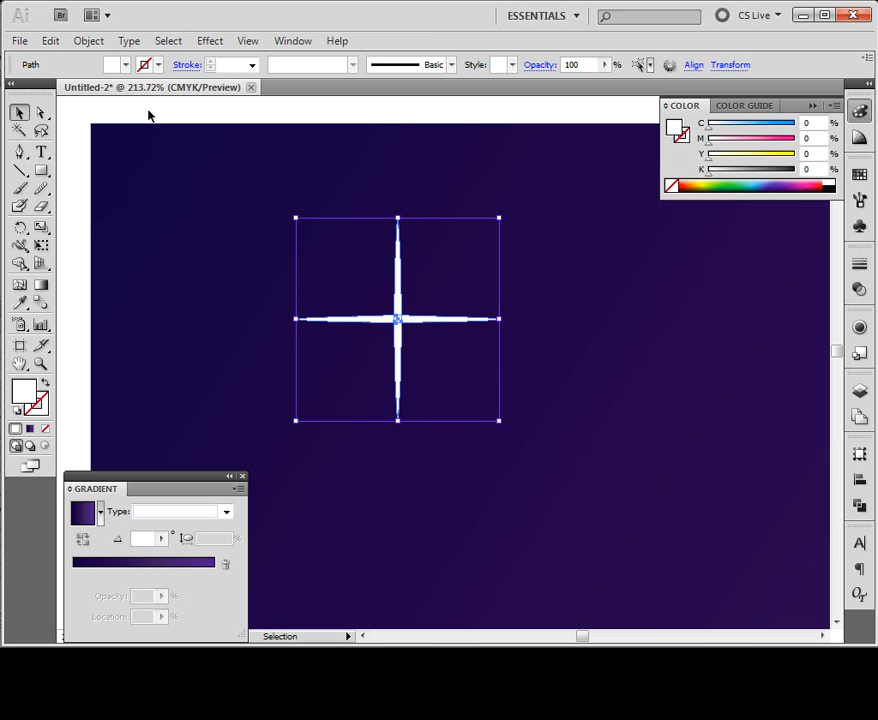 Ai Br ESSENTIALS CS Live
File Edit Object Type Select Effect View Window Help
Path Stroke: Basic Style: Opacity: 100 % Align Transform
Untitled-2* @ 213.72% (CMYK/Preview)
COLOR COLOR GUIDE
C 0 %
M 0 %
Y 0 %
K 0 %
GRADIENT
Type:
° %
Opacity: %
Location: %
Selection